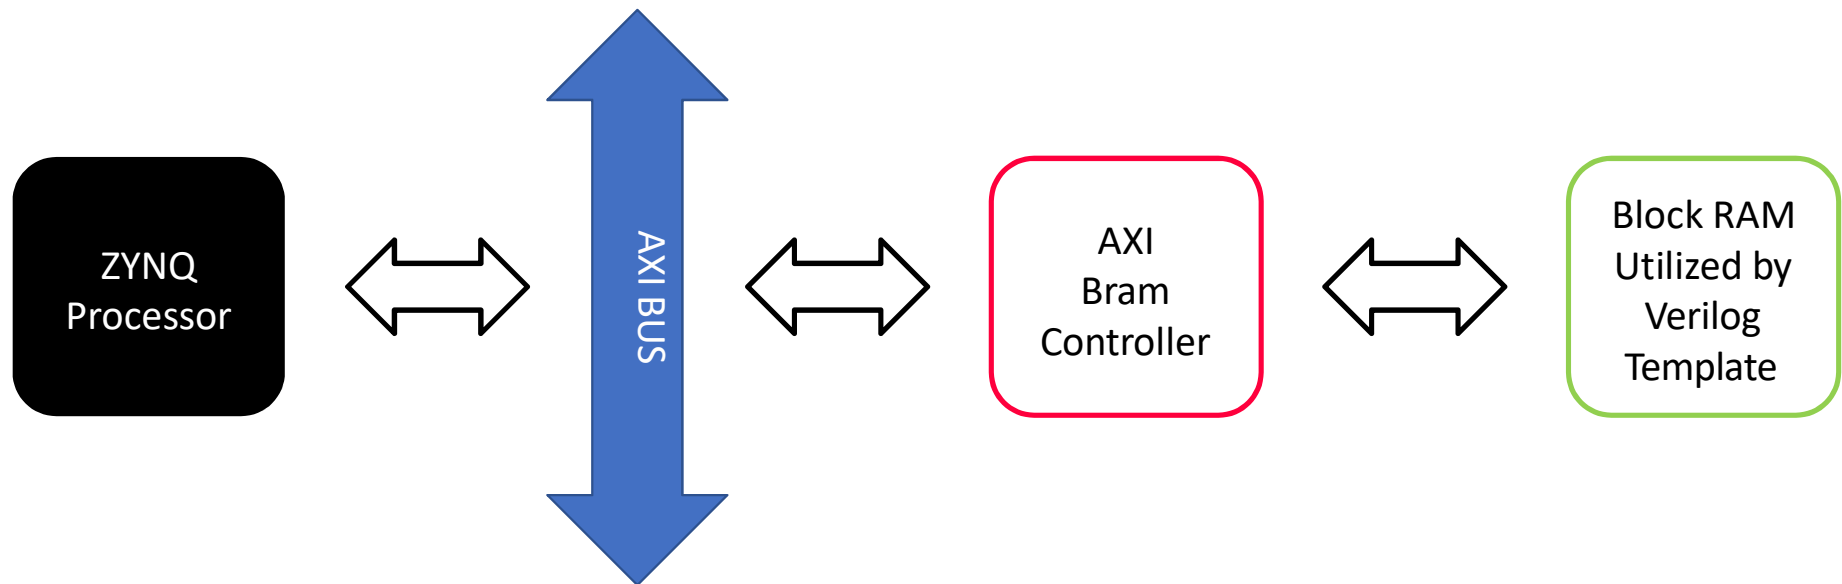 ZYNQ
Processor
AXI BUS
AXI
Bram
Controller
Block RAM
Utilized by
Verilog
Template